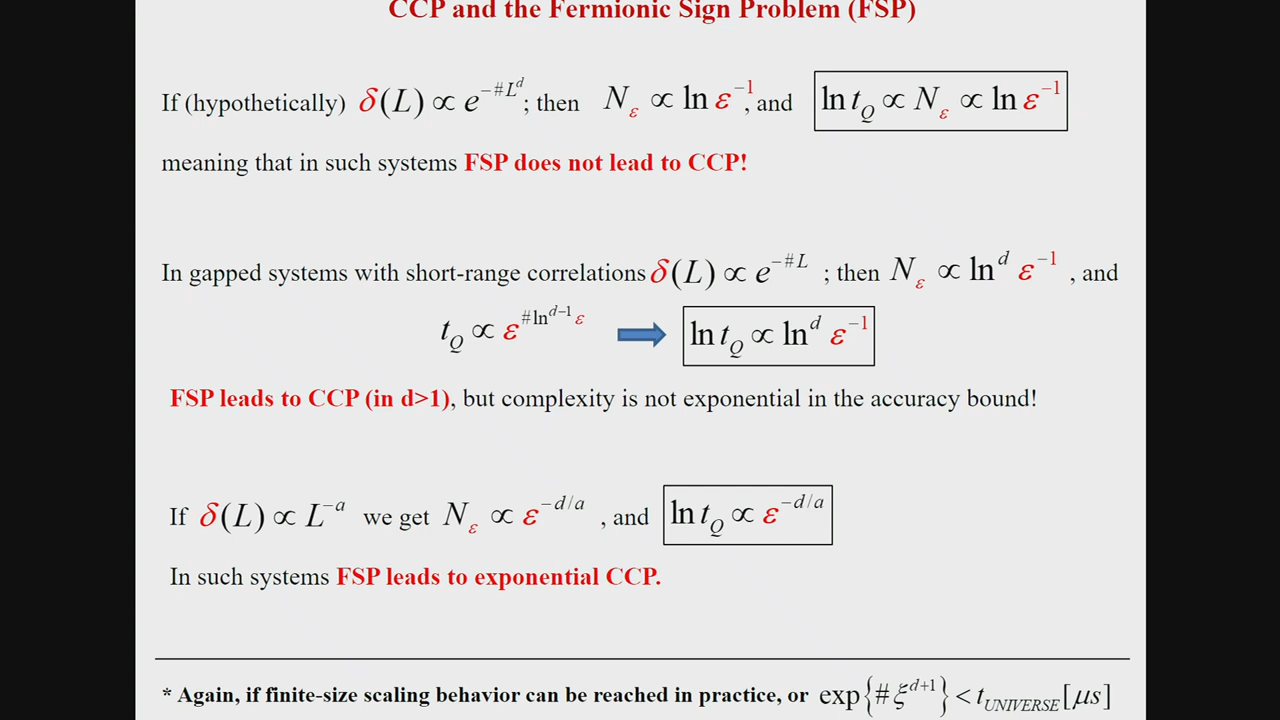 CCP and the Fermionic Sign Problem (FSP)
If (hypothetically) δ(L) ∝ e^{-#L^d}; then N_ε ∝ ln ε^{-1}, and ln t_Q ∝ N_ε ∝ ln ε^{-1}
meaning that in such systems FSP does not lead to CCP!
In gapped systems with short-range correlations δ(L) ∝ e^{-#L} ; then N_ε ∝ ln^d ε^{-1} , and
t_Q ∝ ε^{#ln^{d-1} ε} ln t_Q ∝ ln^d ε^{-1}
FSP leads to CCP (in d>1), but complexity is not exponential in the accuracy bound!
If δ(L) ∝ L^{-a} we get N_ε ∝ ε^{-d/a} , and ln t_Q ∝ ε^{-d/a}
In such systems FSP leads to exponential CCP.
* Again, if finite-size scaling behavior can be reached in practice, or exp{#ξ^{d+1}} < t_{UNIVERSE}[μs]